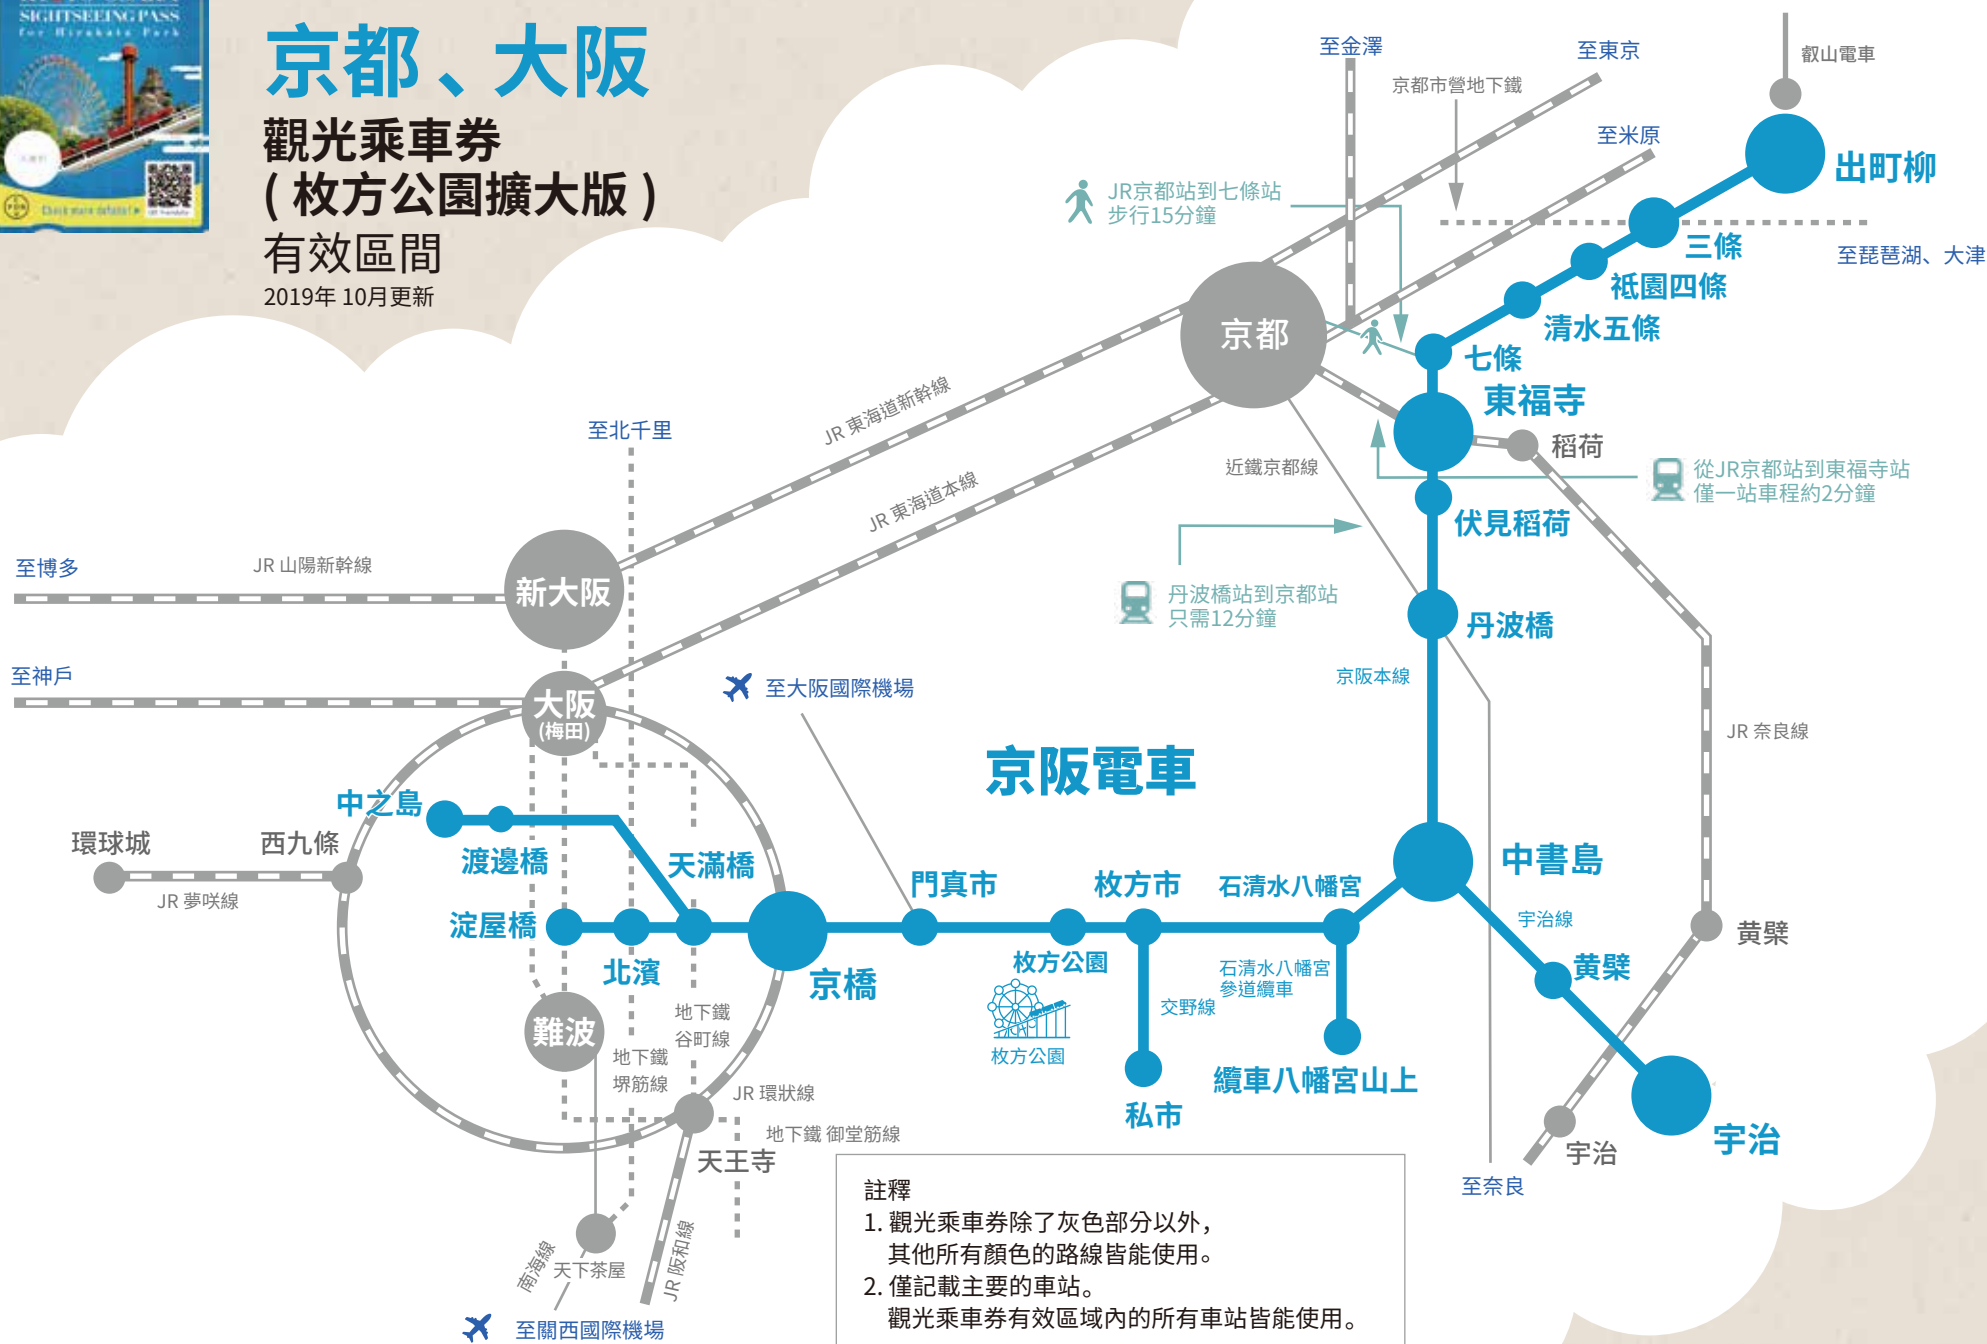 SIGHTSEEING PASS
for Hirakata Park
Check more details!
京都、大阪
觀光乘車券
( 枚方公園擴大版 )
有效區間
2019年 10月更新
至金澤
至東京
京都市營地下鐵
叡山電車
至米原
出町柳
JR京都站到七條站
步行15分鐘
三條
至琵琶湖、大津
祇園四條
清水五條
京都
七條
東福寺
JR 東海道新幹線
至北千里
稻荷
近鐵京都線
從JR京都站到東福寺站
僅一站車程約2分鐘
JR 東海道本線
伏見稻荷
至博多
JR 山陽新幹線
新大阪
丹波橋站到京都站
只需12分鐘
丹波橋
至神戶
大阪
(梅田)
至大阪國際機場
京阪本線
JR 奈良線
京阪電車
中之島
環球城
西九條
渡邊橋
天滿橋
中書島
JR 夢咲線
門真市
枚方市
石清水八幡宮
淀屋橋
宇治線
黃檗
北濱
京橋
枚方公園
石清水八幡宮
參道纜車
黃檗
交野線
難波
地下鐵
谷町線
枚方公園
地下鐵
堺筋線
纜車八幡宮山上
JR 環狀線
私市
地下鐵 御堂筋線
宇治
天王寺
宇治
至奈良
南海線
天下茶屋
JR 阪和線
至關西國際機場
註釋
1. 觀光乘車券除了灰色部分以外，
其他所有顏色的路線皆能使用。
2. 僅記載主要的車站。
觀光乘車券有效區域內的所有車站皆能使用。